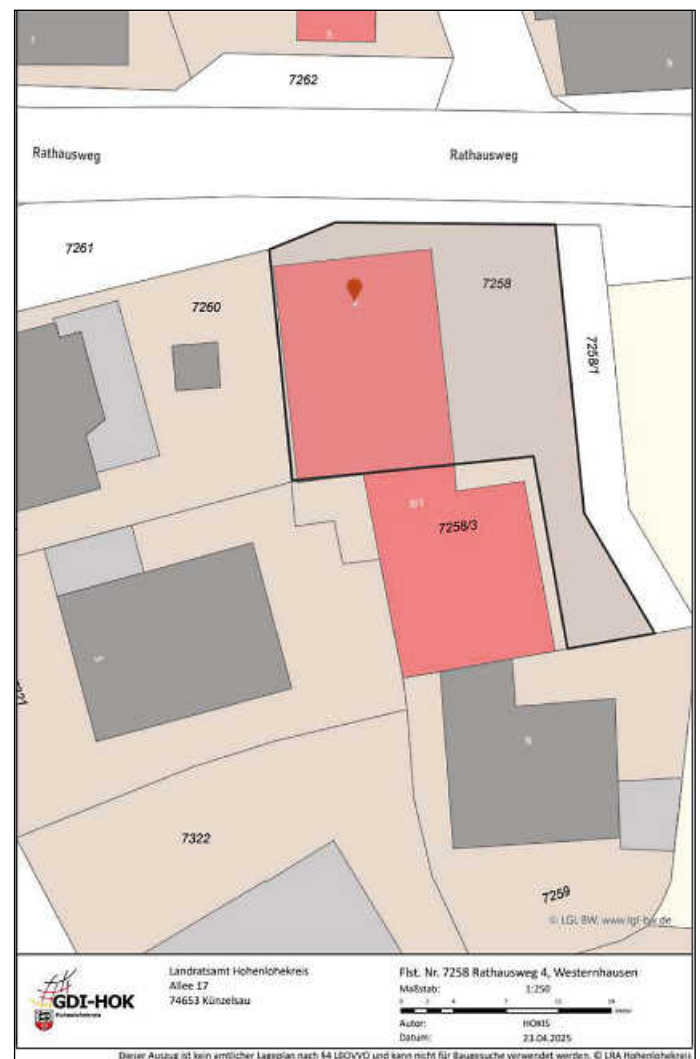 7262
Rathausweg Rathausweg
7261
7260
7258
7258/1
7258/3
7322
7259
© LGL BW, www.lgl-bw.de
GDI-HOK
Hohenlohekreis
Landratsamt Hohenlohekreis
Allee 17
74653 Künzelsau
Flst. Nr. 7258 Rathausweg 4, Westernhausen
Maßstab: 1:250
Autor: HOKIS
Datum: 23.04.2025
Dieser Auszug ist kein amtlicher Lageplan nach §4 LBOVVO und kann nicht für Baugesuche verwendet werden. © LRA Hohenlohekreis